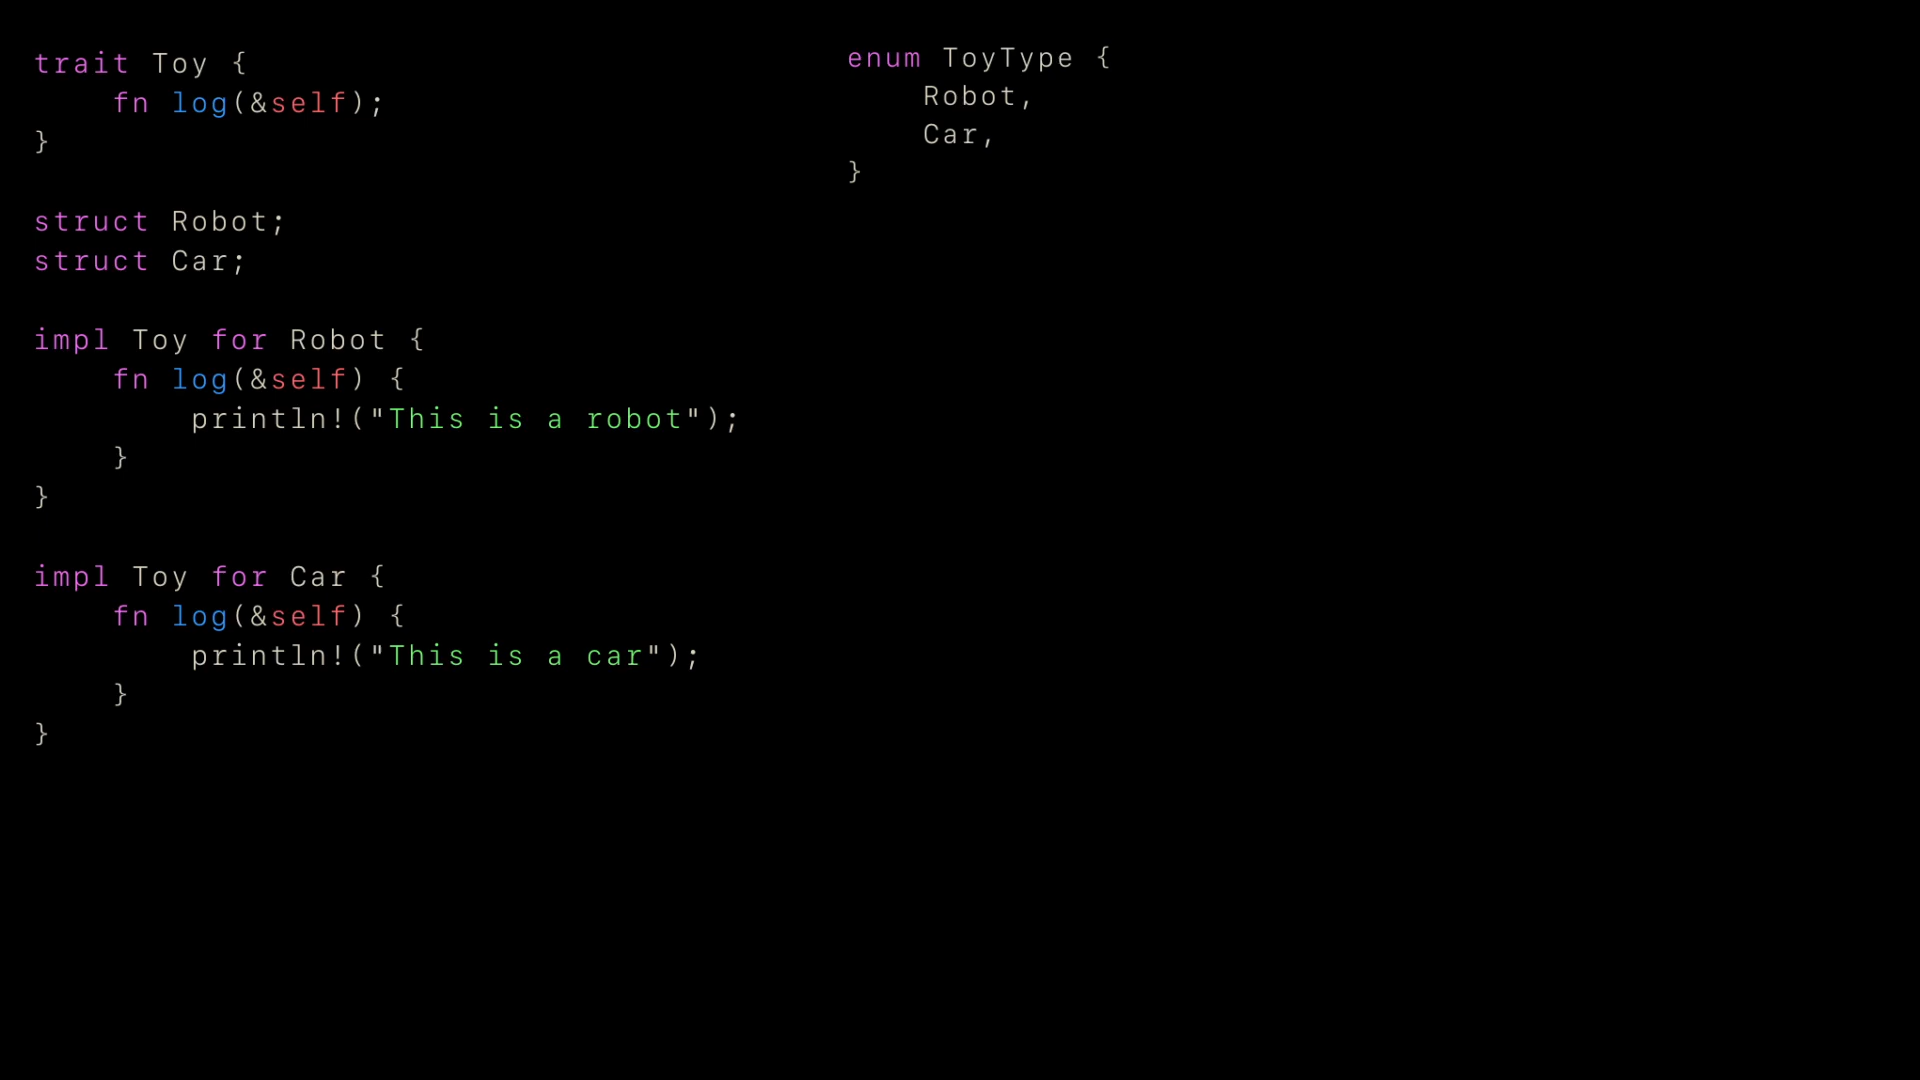 trait Toy {
    fn log(&self);
}

struct Robot;
struct Car;

impl Toy for Robot {
    fn log(&self) {
        println!("This is a robot");
    }
}

impl Toy for Car {
    fn log(&self) {
        println!("This is a car");
    }
}

enum ToyType {
    Robot,
    Car,
}